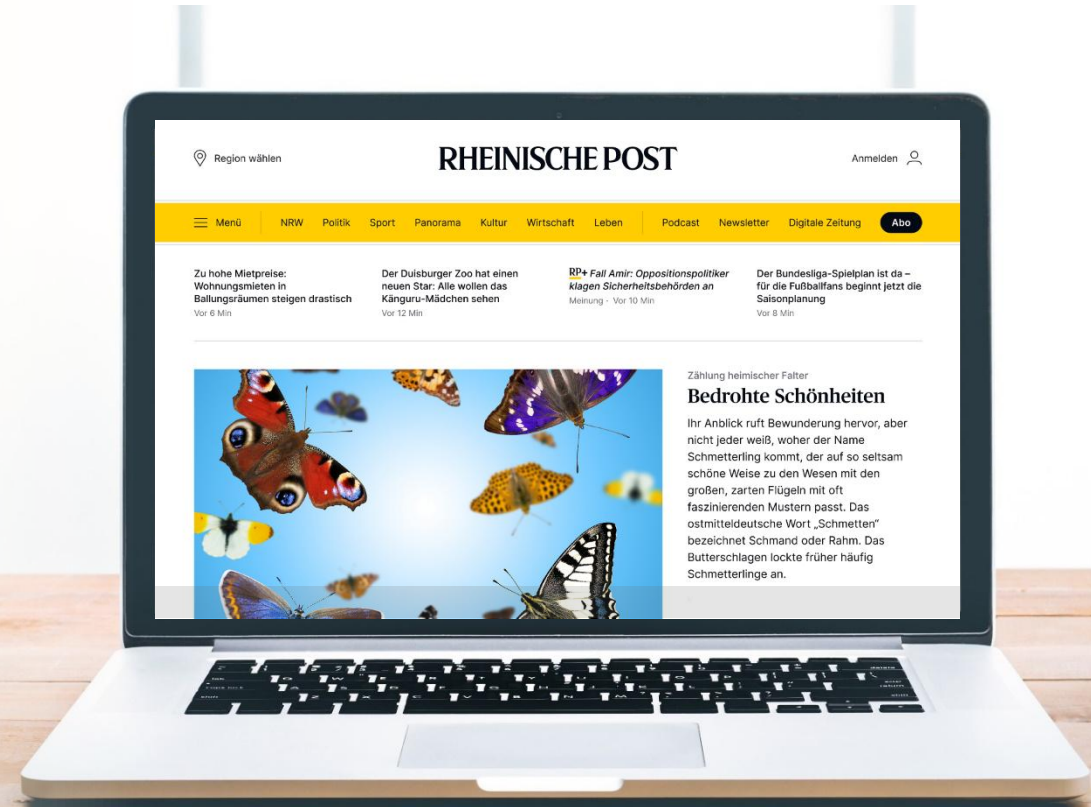 Region wählen
RHEINISCHE POST
Anmelden
Menü NRW Politik Sport Panorama Kultur Wirtschaft Leben Podcast Newsletter Digitale Zeitung Abo
Zu hohe Mietpreise:
Wohnungsmieten in
Ballungsräumen steigen drastisch
Vor 6 Min
Der Duisburger Zoo hat einen
neuen Star: Alle wollen das
Känguru-Mädchen sehen
Vor 12 Min
RP+ Fall Amir: Oppositionspolitiker
klagen Sicherheitsbehörden an
Meinung - Vor 10 Min
Der Bundesliga-Spielplan ist da –
für die Fußballfans beginnt jetzt die
Saisonplanung
Vor 8 Min
Zählung heimischer Falter
Bedrohte Schönheiten
Ihr Anblick ruft Bewunderung hervor, aber
nicht jeder weiß, woher der Name
Schmetterling kommt, der auf so seltsam
schöne Weise zu den Wesen mit den
großen, zarten Flügeln mit oft
faszinierenden Mustern passt. Das
ostmitteldeutsche Wort „Schmetten“
bezeichnet Schmand oder Rahm. Das
Butterschlagen lockte früher häufig
Schmetterlinge an.